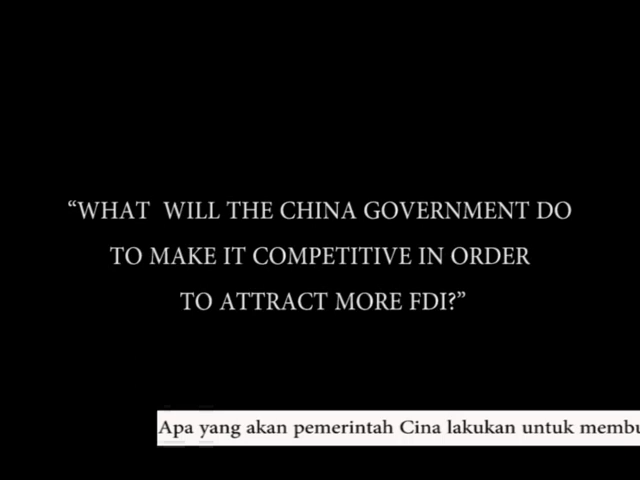 “WHAT WILL THE CHINA GOVERNMENT DO
TO MAKE IT COMPETITIVE IN ORDER
TO ATTRACT MORE FDI?”
Apa yang akan pemerintah Cina lakukan untuk membu